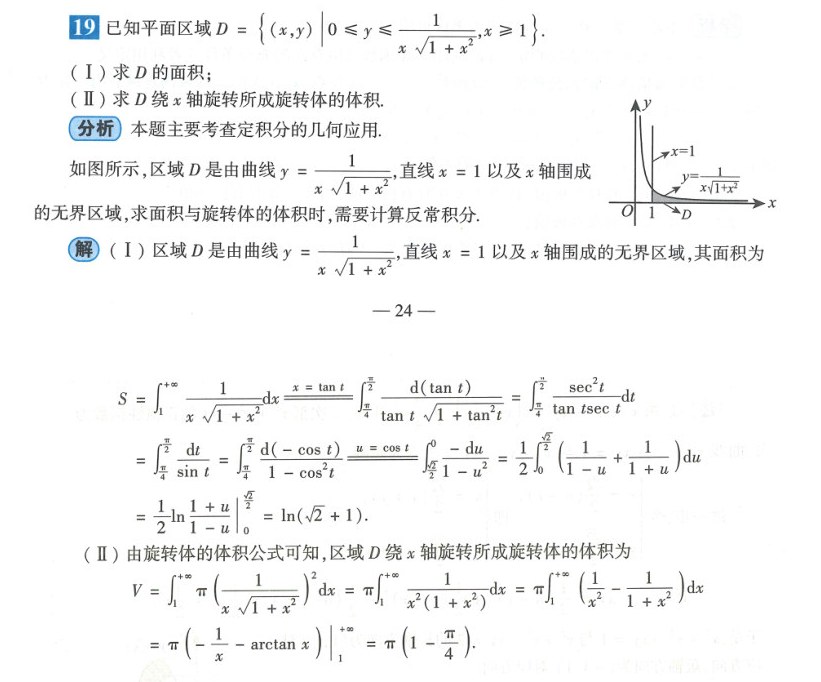 19 已知平面区域 D = {(x,y) | 0 ≤ y ≤ 1/(x√(1 + x²)), x ≥ 1}.
(Ⅰ)求 D 的面积;
(Ⅱ)求 D 绕 x 轴旋转所成旋转体的体积.
分析 本题主要考查定积分的几何应用.
如图所示,区域 D 是由曲线 y = 1/(x√(1 + x²)),直线 x = 1 以及 x 轴围成
的无界区域,求面积与旋转体的体积时,需要计算反常积分.
y
x=1
y=1/(x√(1+x²))
x
O 1 D
解 (Ⅰ)区域 D 是由曲线 y = 1/(x√(1 + x²)),直线 x = 1 以及 x 轴围成的无界区域,其面积为
— 24 —
S = ∫₁^{+∞} 1/(x√(1 + x²)) dx =(x = tan t)= ∫_{π/4}^{π/2} d(tan t)/(tan t √(1 + tan²t)) = ∫_{π/4}^{π/2} sec²t/(tan tsec t) dt
= ∫_{π/4}^{π/2} dt/sin t = ∫_{π/4}^{π/2} d(− cos t)/(1 − cos²t) =(u = cos t)= ∫_{√2/2}^{0} − du/(1 − u²) = 1/2 ∫₀^{√2/2} (1/(1 − u) + 1/(1 + u)) du
= 1/2 ln (1 + u)/(1 − u) |₀^{√2/2} = ln(√2 + 1).
(Ⅱ)由旋转体的体积公式可知,区域 D 绕 x 轴旋转所成旋转体的体积为
V = ∫₁^{+∞} π(1/(x√(1 + x²)))² dx = π∫₁^{+∞} 1/(x²(1 + x²)) dx = π∫₁^{+∞} (1/x² − 1/(1 + x²)) dx
= π(− 1/x − arctan x) |₁^{+∞} = π(1 − π/4).